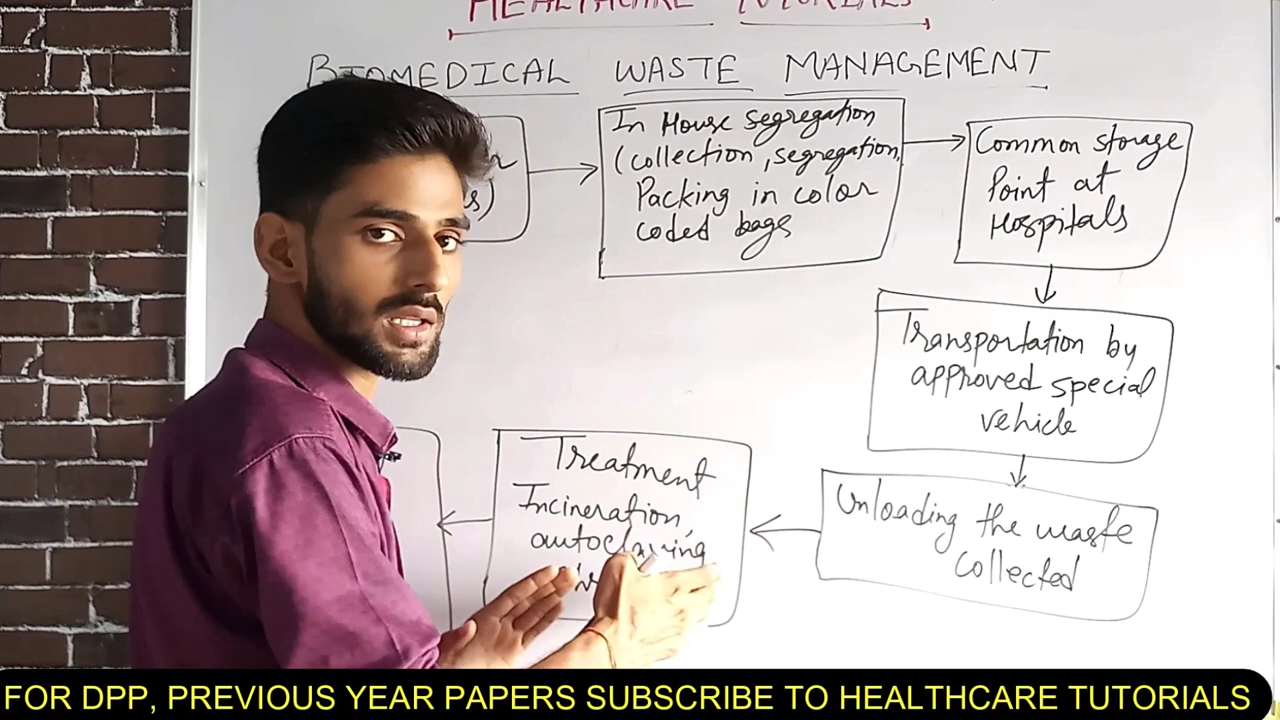 HEALTHCARE TUTORIALS
BIOMEDICAL WASTE MANAGEMENT
s)
In House segregation
(collection, segregation,
Packing in color
coded bags
Common storage
Point at
Hospitals
Transportation by
approved special
vehicle
Unloading the waste
collected
Treatment
Incineration,
autoclaving
FOR DPP, PREVIOUS YEAR PAPERS SUBSCRIBE TO HEALTHCARE TUTORIALS